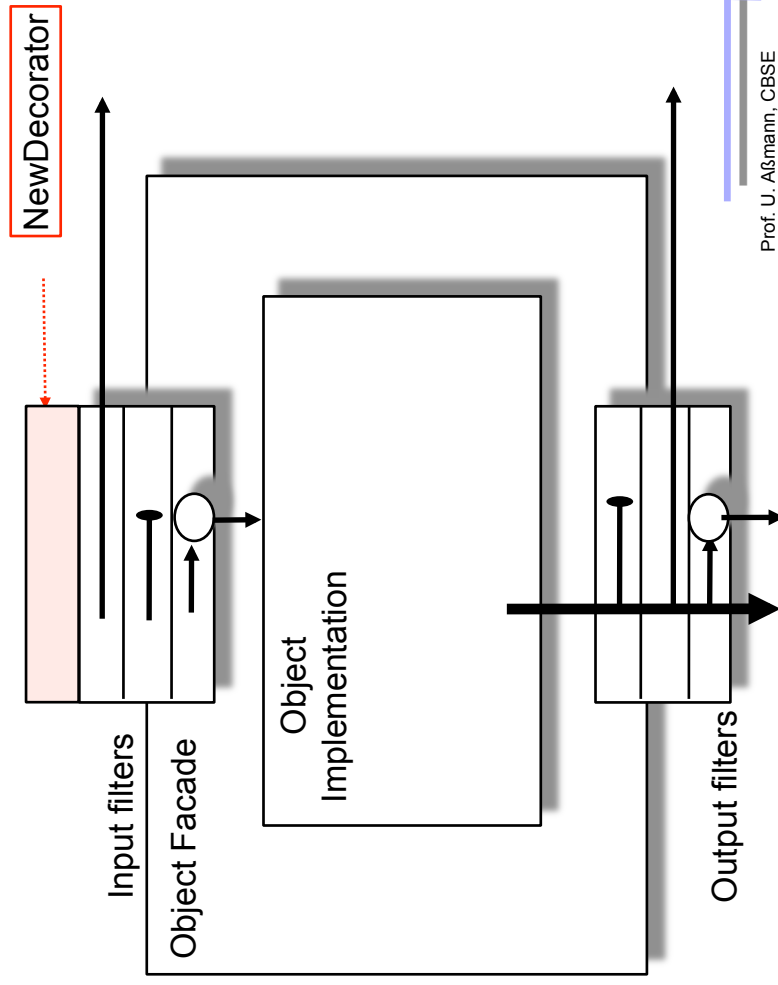 NewDecorator
Input filters
Object Facade
Object
Implementation
Output filters
Prof. U. Aßmann, CBSE